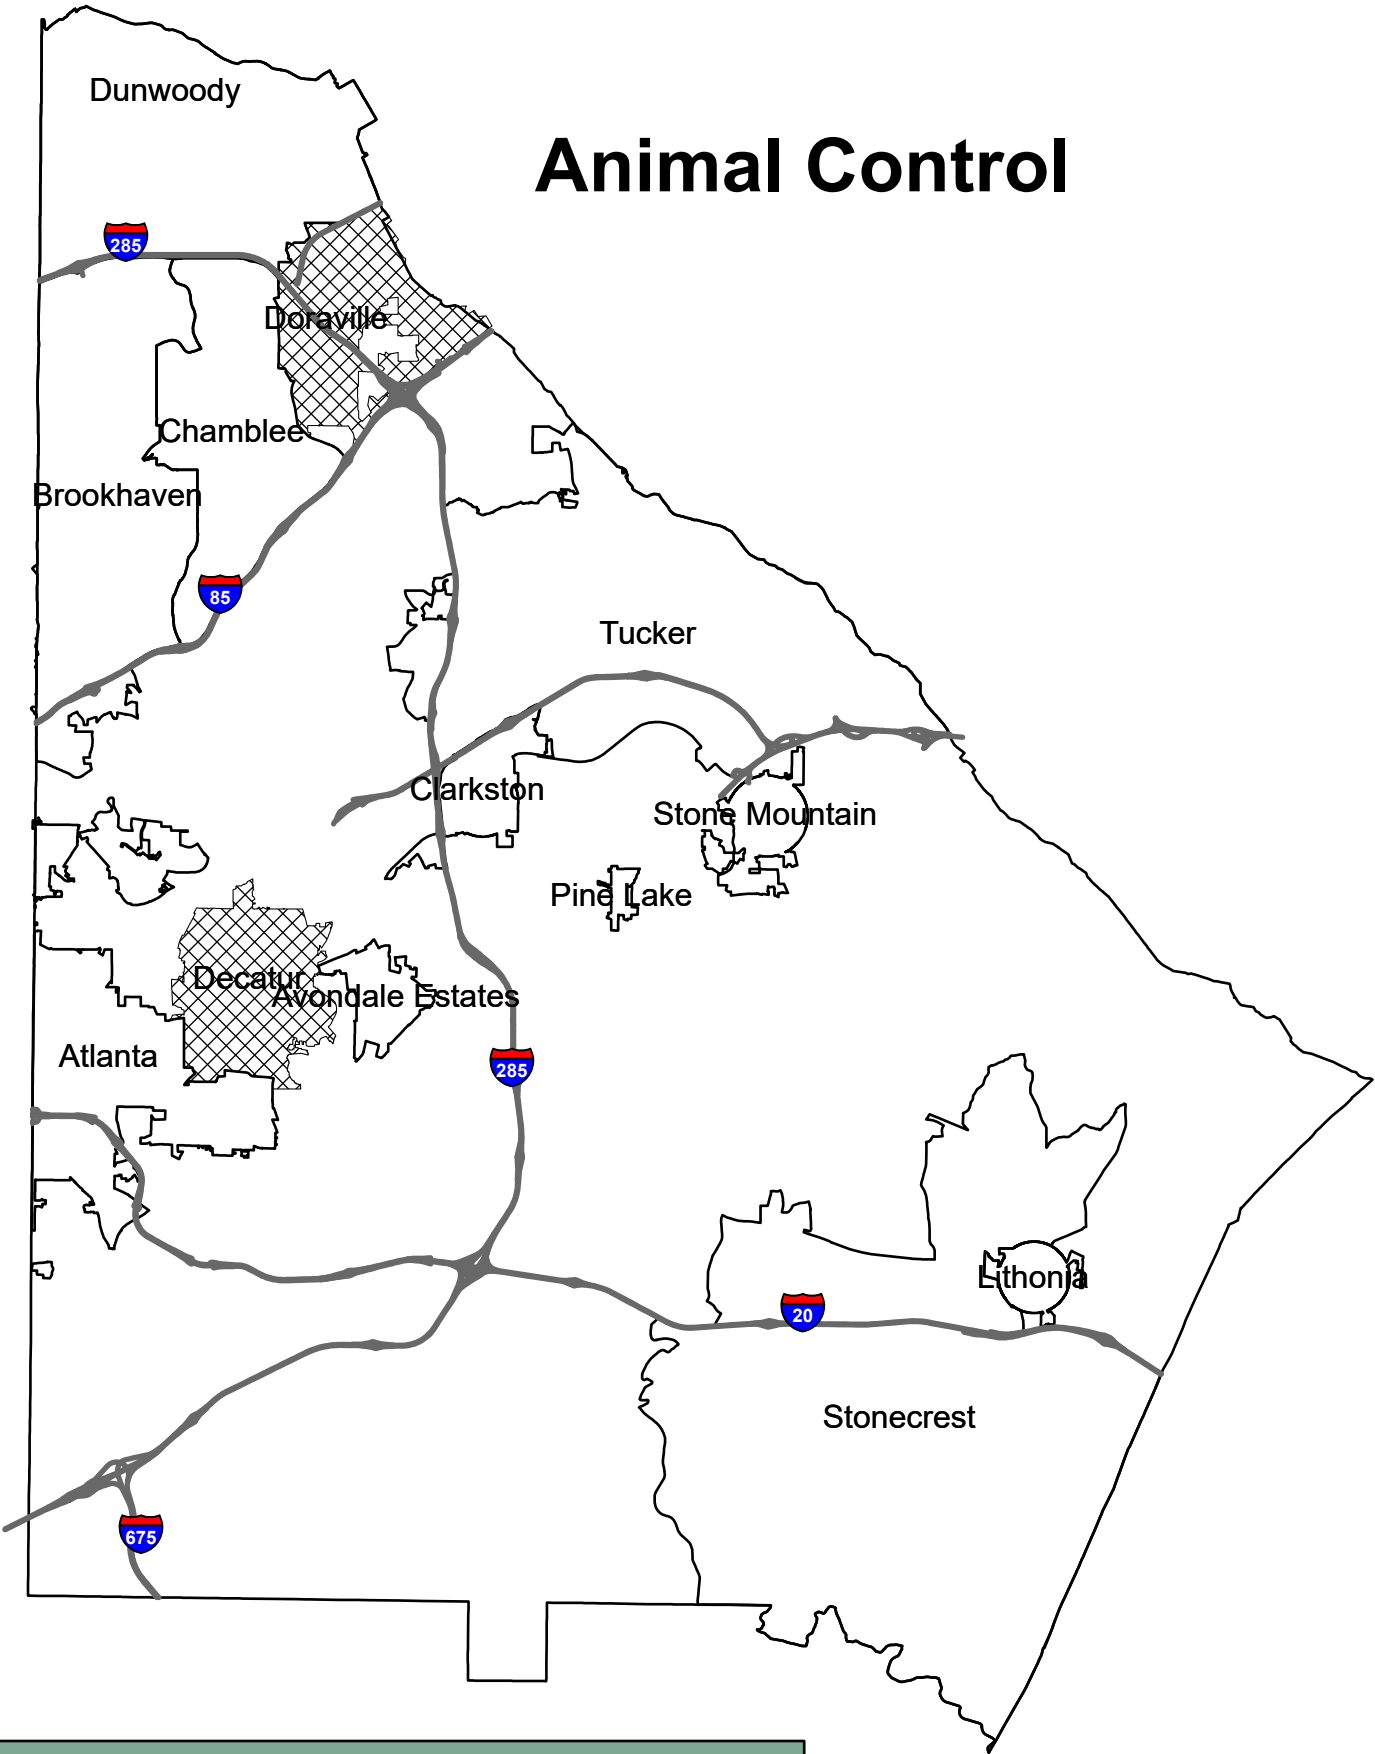 Dunwoody
Animal Control
285
Doraville
Chamblee
Brookhaven
85
Tucker
Clarkston
Stone Mountain
Pine Lake
Decatur
Avondale Estates
Atlanta
285
Lithonia
20
Stonecrest
675